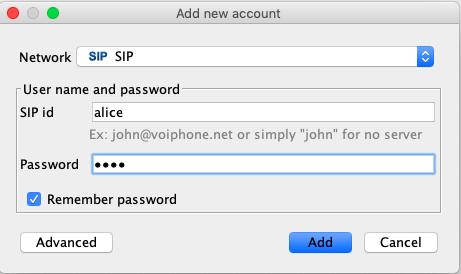 Add new account
Network SIP SIP
User name and password
SIP id alice
Ex: john@voiphone.net or simply "john" for no server
Password ••••
Remember password
Advanced Add Cancel